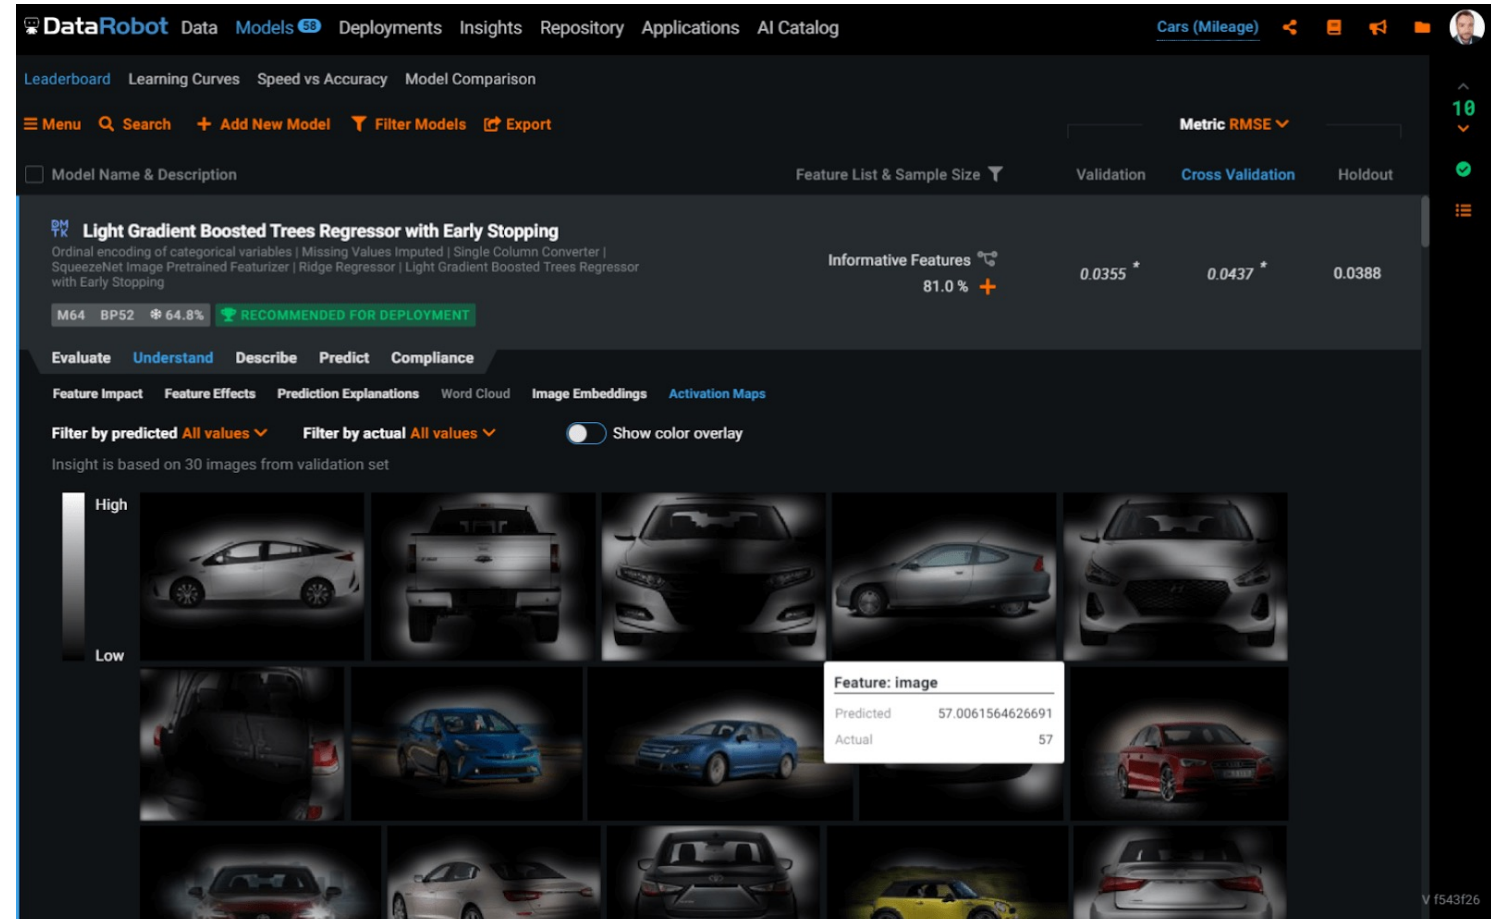 DataRobot Data Models 58 Deployments Insights Repository Applications AI Catalog Cars (Mileage)
Leaderboard Learning Curves Speed vs Accuracy Model Comparison
10
Menu Search + Add New Model Filter Models Export Metric RMSE
Model Name & Description Feature List & Sample Size Validation Cross Validation Holdout
DM
TK
Light Gradient Boosted Trees Regressor with Early Stopping
Ordinal encoding of categorical variables | Missing Values Imputed | Single Column Converter |
SqueezeNet Image Pretrained Featurizer | Ridge Regressor | Light Gradient Boosted Trees Regressor
with Early Stopping
Informative Features
81.0 % +
0.0355 * 0.0437 * 0.0388
M64 BP52 64.8% RECOMMENDED FOR DEPLOYMENT
Evaluate Understand Describe Predict Compliance
Feature Impact Feature Effects Prediction Explanations Word Cloud Image Embeddings Activation Maps
Filter by predicted All values Filter by actual All values Show color overlay
Insight is based on 30 images from validation set
High
Low
Feature: image
Predicted 57.0061564626691
Actual 57
V f543f26